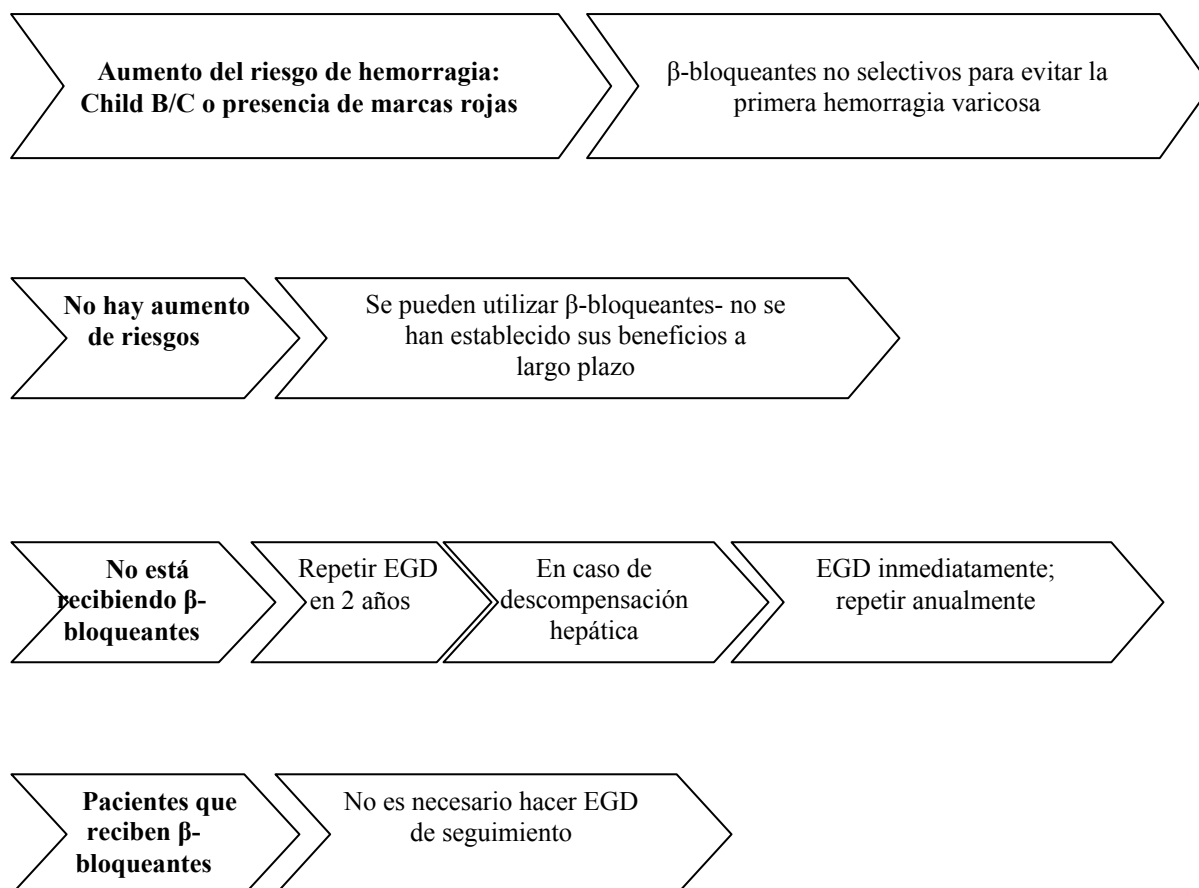 Aumento del riesgo de hemorragia:
Child B/C o presencia de marcas rojas
β-bloqueantes no selectivos para evitar la
primera hemorragia varicosa
No hay aumento
de riesgos
Se pueden utilizar β-bloqueantes- no se
han establecido sus beneficios a
largo plazo
No está
recibiendo β-
bloqueantes
Repetir EGD
en 2 años
En caso de
descompensación
hepática
EGD inmediatamente;
repetir anualmente
Pacientes que
reciben β-
bloqueantes
No es necesario hacer EGD
de seguimiento